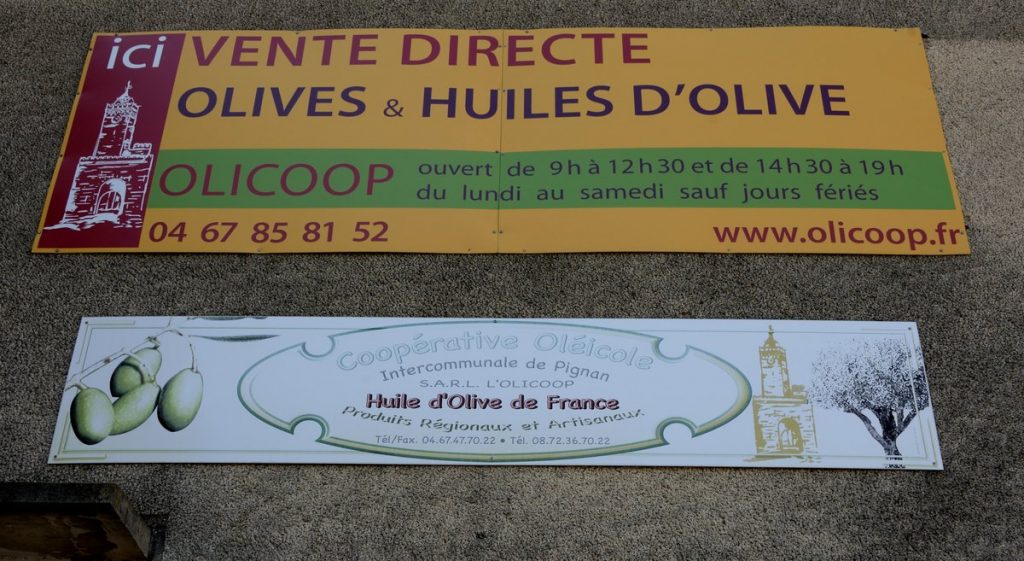 ici VENTE DIRECTE
OLIVES & HUILES D'OLIVE
OLICOOP
ouvert de 9h à 12h30 et de 14h30 à 19h
du lundi au samedi sauf jours fériés
04 67 85 81 52
www.olicoop.fr
Coopérative Oléicole
Intercommunale de Pignan
S.A.R.L. L'OLICOOP
Huile d'Olive de France
Produits Régionaux et Artisanaux
Tél/Fax. 04.67.47.70.22 • Tél. 08.72.36.70.22